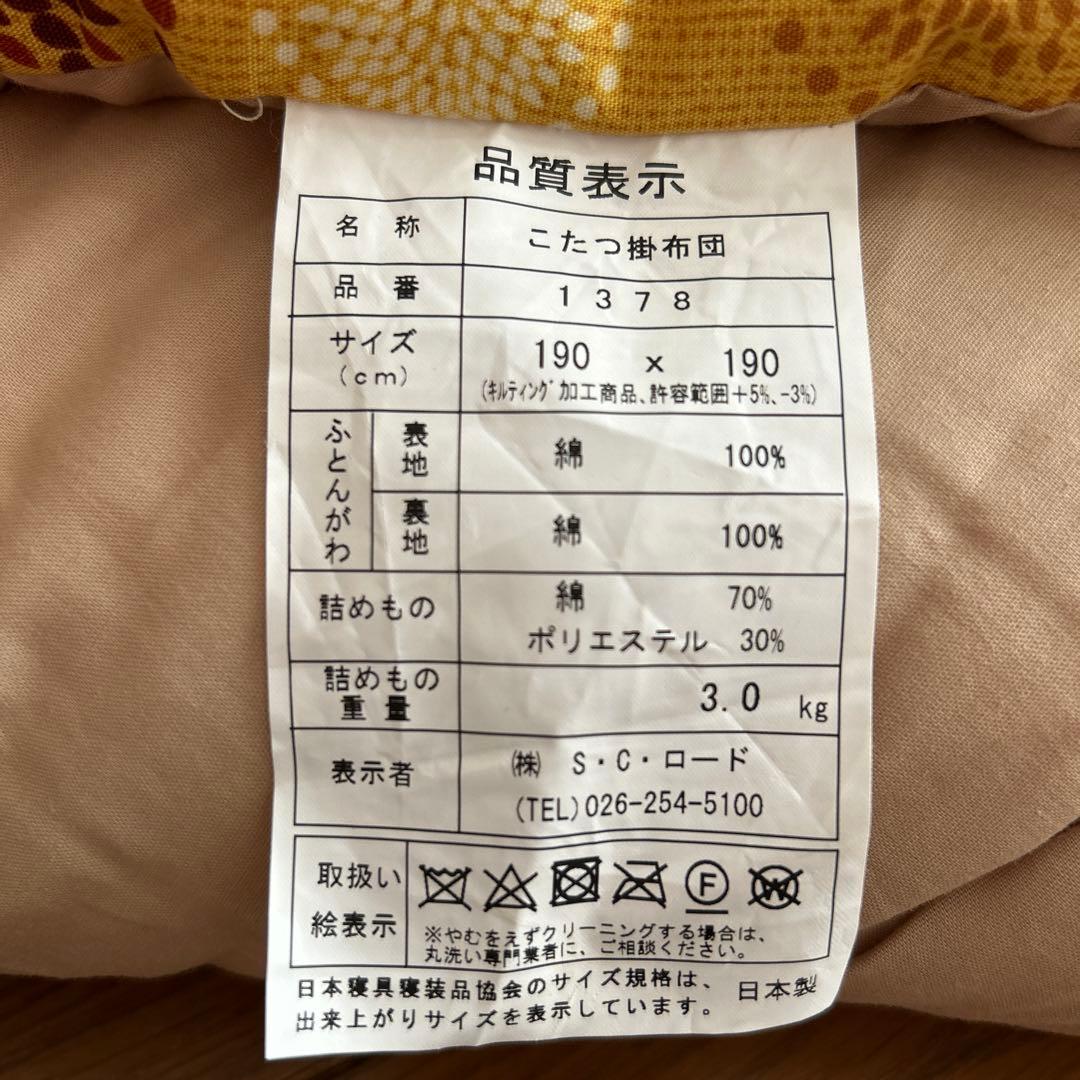 品質表示
名称 こたつ掛布団
品番 1378
サイズ 190 x 190
(cm) (ｷﾙﾃｨﾝｸﾞ加工商品、許容範囲+5%、-3%)
ふとんがわ 表地 綿 100%
裏地 綿 100%
詰めもの 綿 70%
ポリエステル 30%
詰めもの重量 3.0 kg
表示者 (株) S・C・ロード
(TEL)026-254-5100
取扱い絵表示 F W
※やむをえずクリーニングする場合は、
丸洗い専門業者に、ご相談ください。
日本寝具寝装品協会のサイズ規格は、 日本製
出来上がりサイズを表示しています。